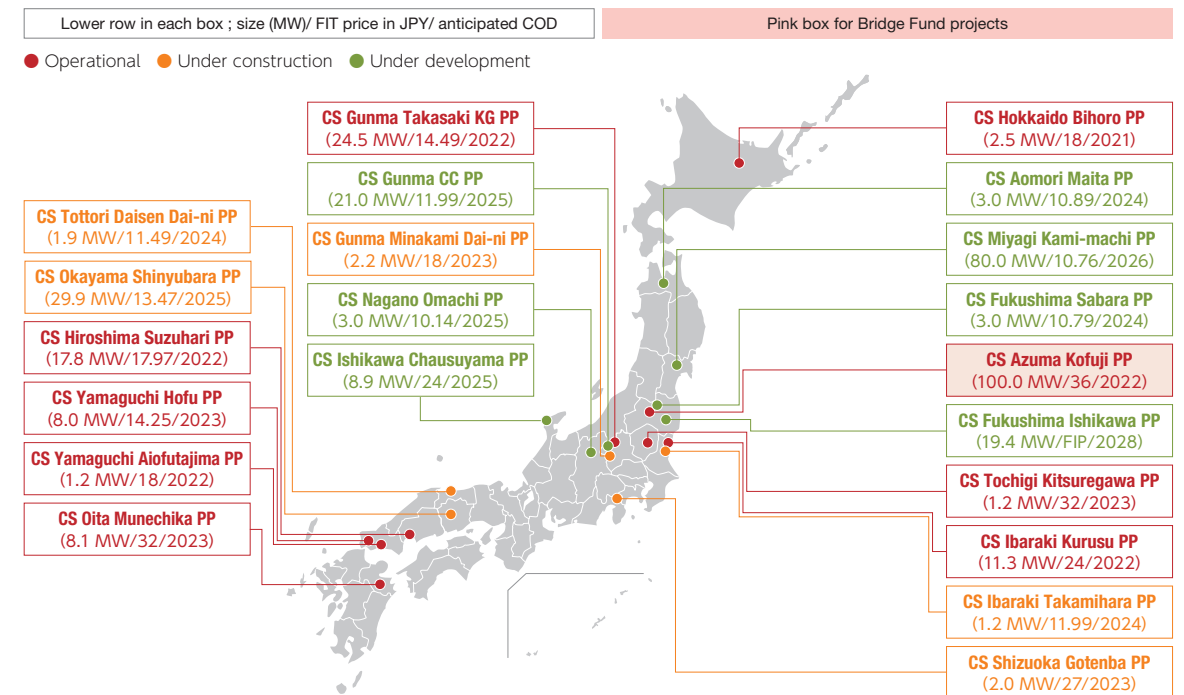 Lower row in each box ; size (MW)/ FIT price in JPY/ anticipated COD
Pink box for Bridge Fund projects
Operational
Under construction
Under development
CS Tottori Daisen Dai-ni PP
(1.9 MW/11.49/2024)
CS Okayama Shinyubara PP
(29.9 MW/13.47/2025)
CS Hiroshima Suzuhari PP
(17.8 MW/17.97/2022)
CS Yamaguchi Hofu PP
(8.0 MW/14.25/2023)
CS Yamaguchi Aiofutajima PP
(1.2 MW/18/2022)
CS Oita Munechika PP
(8.1 MW/32/2023)
CS Gunma Takasaki KG PP
(24.5 MW/14.49/2022)
CS Gunma CC PP
(21.0 MW/11.99/2025)
CS Gunma Minakami Dai-ni PP
(2.2 MW/18/2023)
CS Nagano Omachi PP
(3.0 MW/10.14/2025)
CS Ishikawa Chausuyama PP
(8.9 MW/24/2025)
CS Hokkaido Bihoro PP
(2.5 MW/18/2021)
CS Aomori Maita PP
(3.0 MW/10.89/2024)
CS Miyagi Kami-machi PP
(80.0 MW/10.76/2026)
CS Fukushima Sabara PP
(3.0 MW/10.79/2024)
CS Azuma Kofuji PP
(100.0 MW/36/2022)
CS Fukushima Ishikawa PP
(19.4 MW/FIP/2028)
CS Tochigi Kitsuregawa PP
(1.2 MW/32/2023)
CS Ibaraki Kurusu PP
(11.3 MW/24/2022)
CS Ibaraki Takamihara PP
(1.2 MW/11.99/2024)
CS Shizuoka Gotenba PP
(2.0 MW/27/2023)